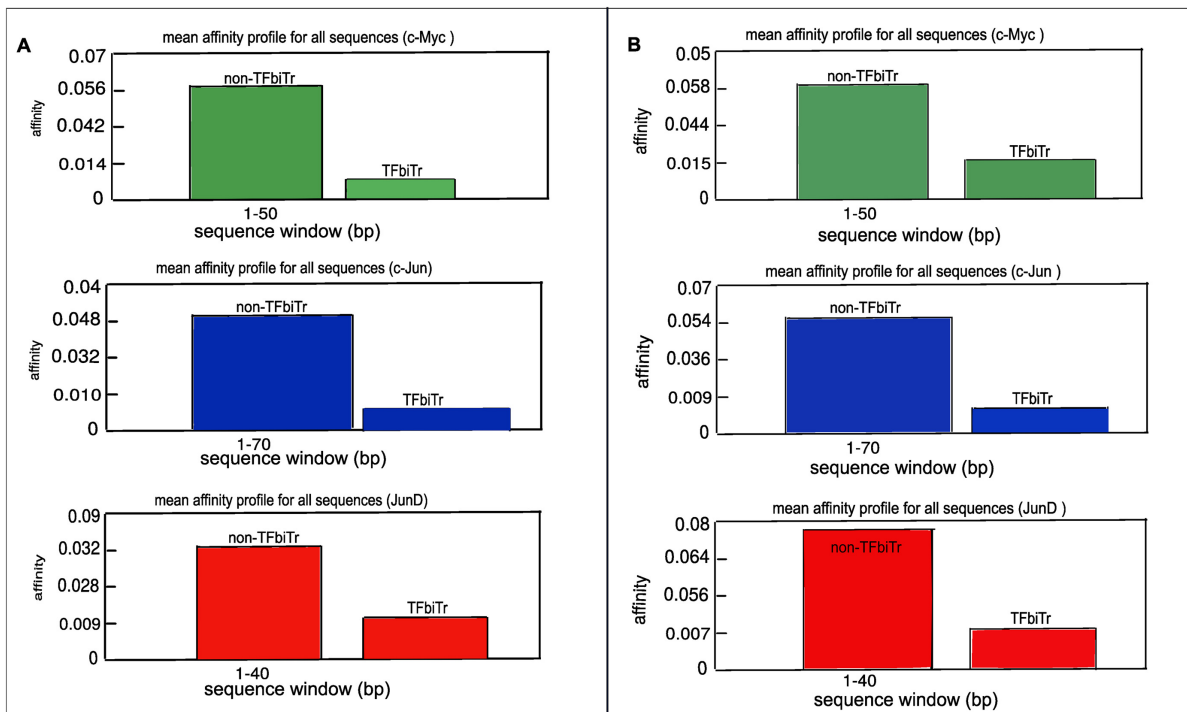 A
mean affinity profile for all sequences (c-Myc )
0.07
0.056
0.042
0.014
0
affinity
non-TFbiTr
TFbiTr
1-50
sequence window (bp)
mean affinity profile for all sequences (c-Jun)
0.04
0.048
0.032
0.010
0
affinity
non-TFbiTr
TFbiTr
1-70
sequence window (bp)
mean affinity profile for all sequences (JunD)
0.09
0.032
0.028
0.009
0
affinity
non-TFbiTr
TFbiTr
1-40
sequence window (bp)
B
mean affinity profile for all sequences (c-Myc )
0.05
0.058
0.044
0.015
0
affinity
non-TFbiTr
TFbiTr
1-50
sequence window (bp)
mean affinity profile for all sequences (c-Jun )
0.07
0.054
0.036
0.009
0
affinity
non-TFbiTr
TFbiTr
1-70
sequence window (bp)
mean affinity profile for all sequences (JunD )
0.08
0.064
0.056
0.007
0
affinity
non-TFbiTr
TFbiTr
1-40
sequence window (bp)